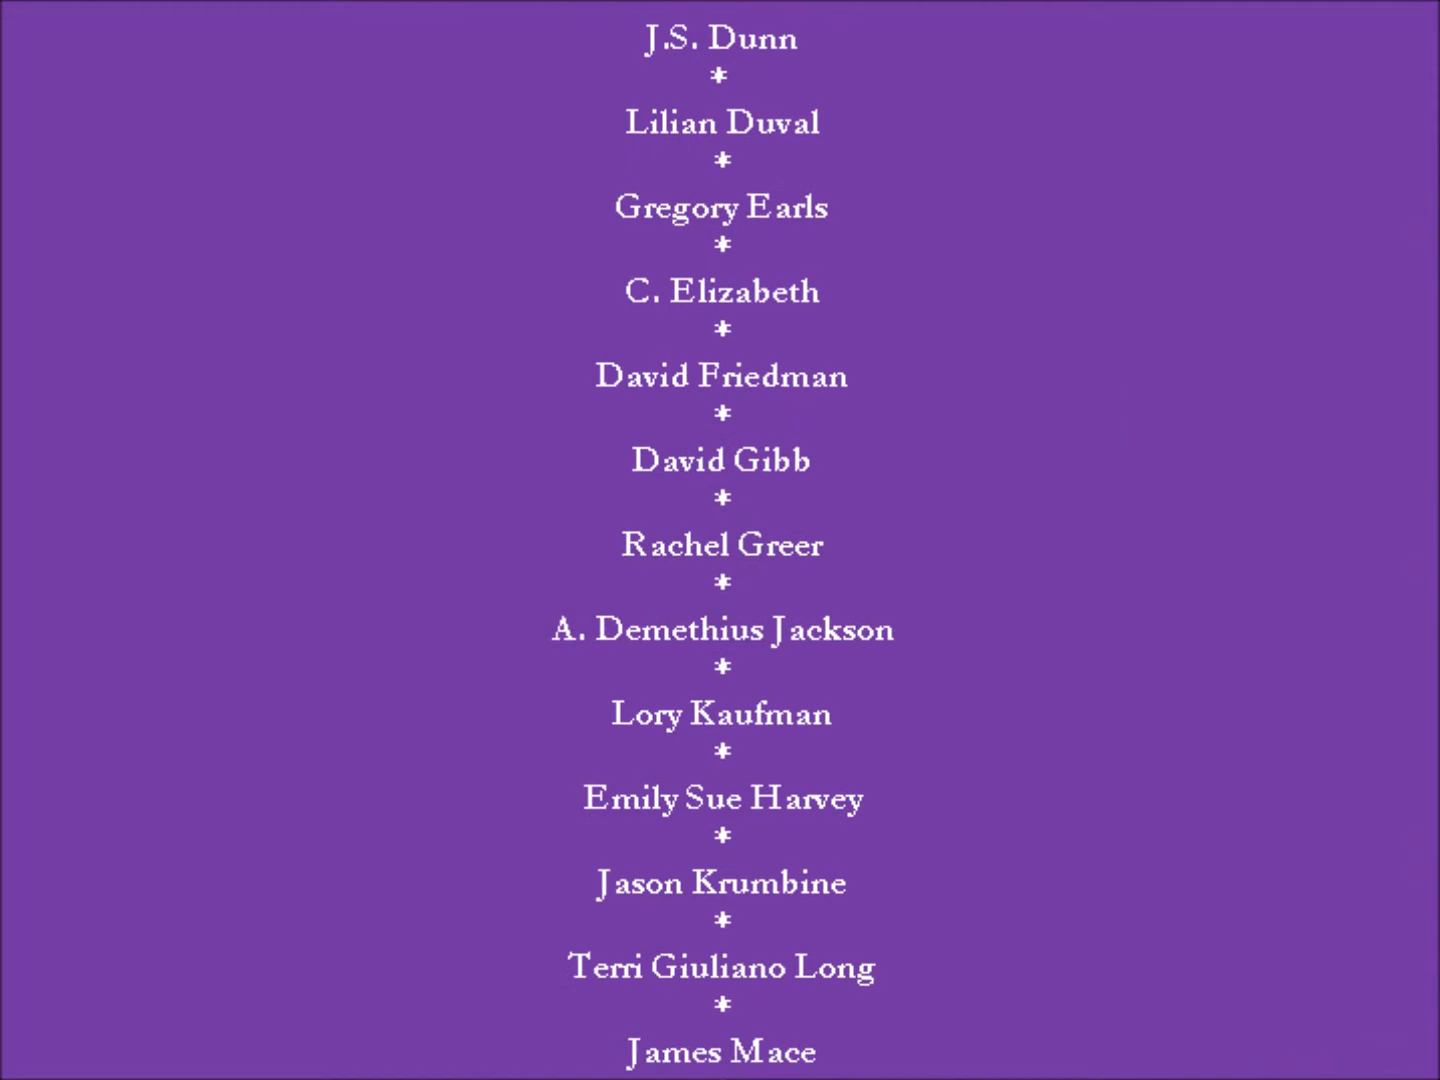 J.S. Dunn
*
Lilian Duval
*
Gregory Earls
*
C. Elizabeth
*
David Friedman
*
David Gibb
*
Rachel Greer
*
A. Demethius Jackson
*
Lory Kaufman
*
Emily Sue Harvey
*
Jason Krumbine
*
Terri Giuliano Long
*
James Mace